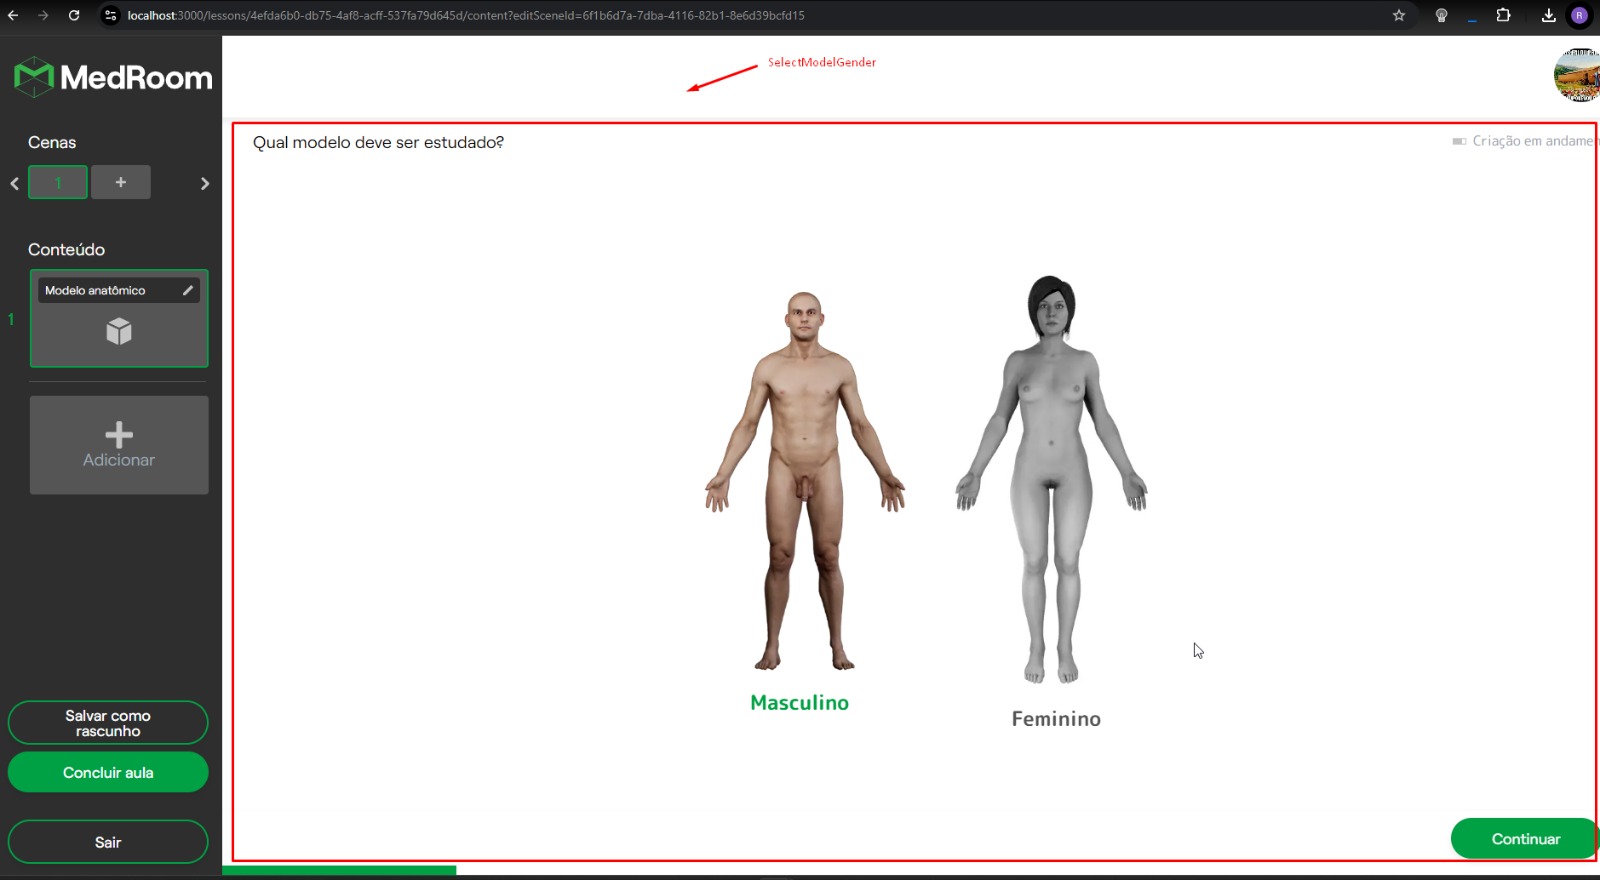 localhost:3000/lessons/4efda6b0-db75-4af8-acff-537fa79d645d/content?editSceneId=6f1b6d7a-7dba-4116-82b1-8e6d39bcfd15
R
MedRoom
SelectModelGender
Qual modelo deve ser estudado?
Criação em andame
Cenas
1
+
Conteúdo
Modelo anatômico
1
Adicionar
Masculino
Feminino
Salvar como
rascunho
Concluir aula
Sair
Continuar